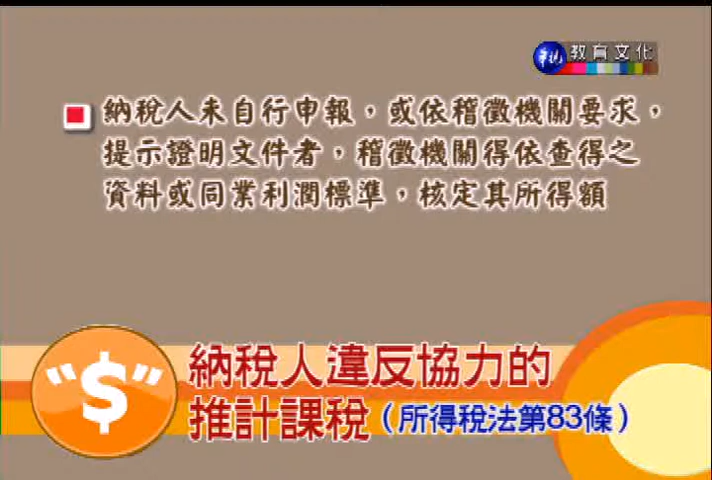 華視 教育文化
納稅人未自行申報，或依稽徵機關要求，
提示證明文件者，稽徵機關得依查得之
資料或同業利潤標準，核定其所得額
"$"
納稅人違反協力的
推計課稅（所得稅法第83條）